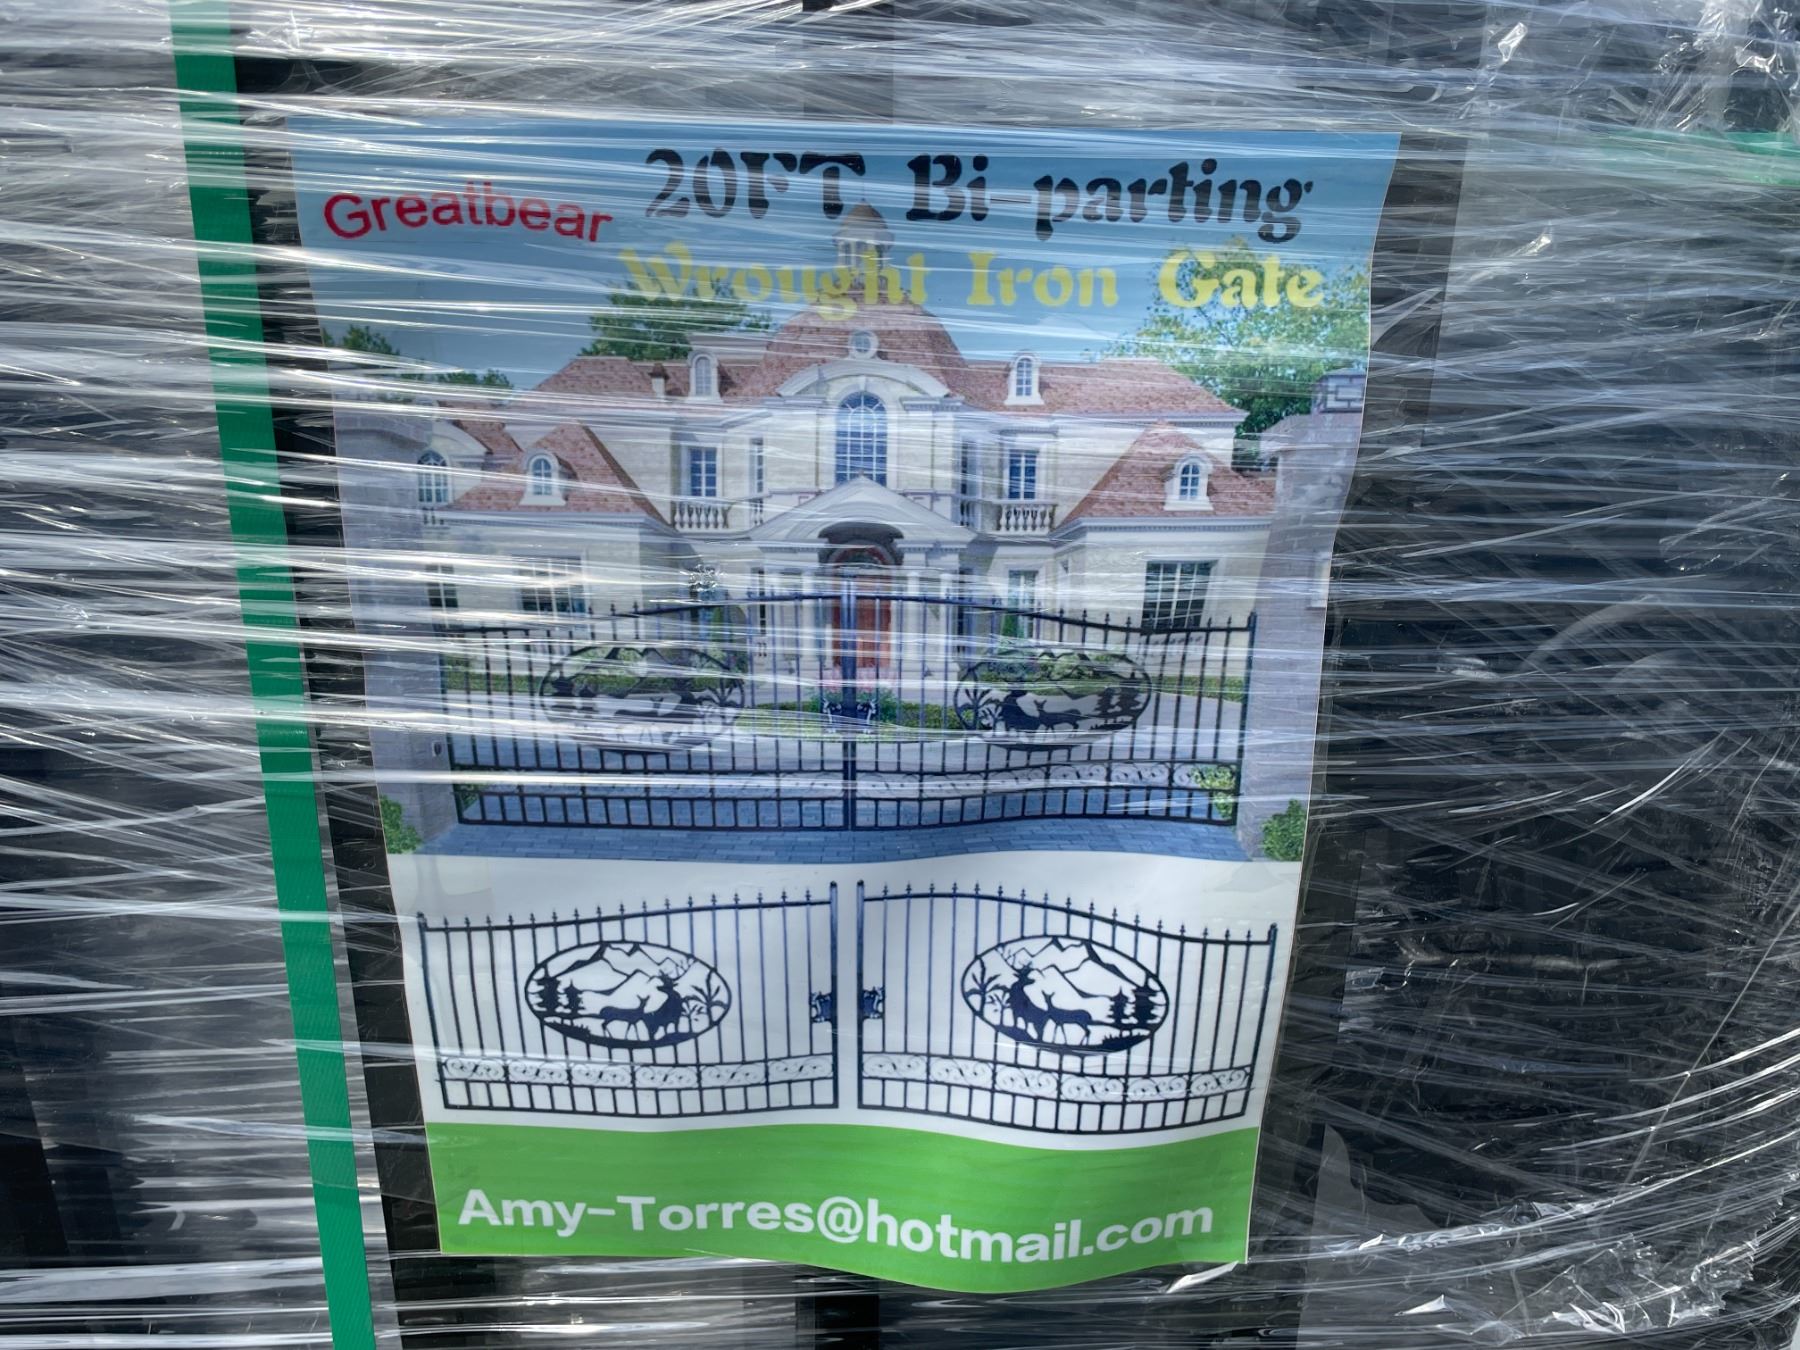 Greatbear
20FT Bi-parting
Wrought Iron Gate
Amy-Torres@hotmail.com